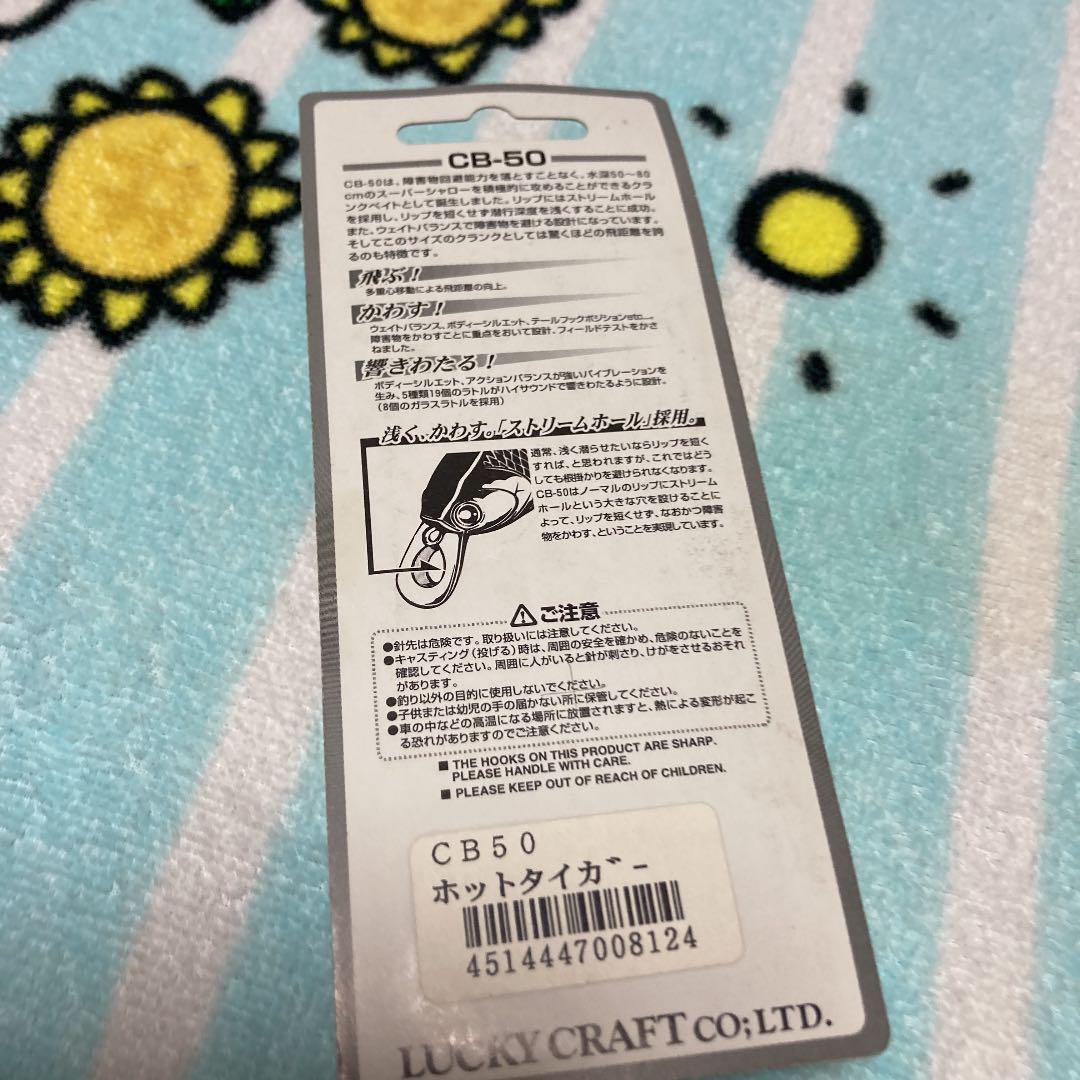 CB-50
CB-50は、障害物回避能力を落とすことなく、水深50〜80
cmのスーパーシャローを積極的に攻めることができるクラ
ンクベイトとして誕生しました。リップにはストリームホール
を採用し、リップを短くせず潜行深度を浅くすることに成功。
また、ウェイトバランスで障害物を避ける設計になっています。
そしてこのサイズのクランクとしては驚くほどの飛距離を誇
るのも特徴です。
飛ぶ!
多重心移動による飛距離の向上。
かわす!
ウェイトバランス、ボディーシルエット、テールフックポジションetc…。
障害物をかわすことに重点をおいて設計、フィールドテストをかさ
ねました。
響きわたる!
ボディーシルエット、アクションバランスが強いバイブレーションを
生み、5種類19個のラトルがハイサウンドで響きわたるように設計。
(8個のガラスラトルを採用)
浅く、かわす。「ストリームホール」採用。
通常、浅く潜らせたいならリップを短く
すれば、と思われますが、これではどう
しても根掛かりを避けられなくなります。
CB-50はノーマルのリップにストリーム
ホールという大きな穴を設けることに
よって、リップを短くせず、なおかつ障害
物をかわす、ということを実現しています。
⚠ご注意
●針先は危険です。取り扱いには注意してください。
●キャスティング(投げる)時は、周囲の安全を確かめ、危険のないことを
確認してください。周囲に人がいると針が刺さり、けがをさせるおそれ
があります。
●釣り以外の目的に使用しないでください。
●子供または幼児の手の届かない所に保管してください。
●車の中などの高温になる場所に放置されますと、熱による変形が起こ
る恐れがありますのでご注意ください。
■ THE HOOKS ON THIS PRODUCT ARE SHARP.
PLEASE HANDLE WITH CARE.
■ PLEASE KEEP OUT OF REACH OF CHILDREN.
CB50
ホットタイガー
4514447008124
LUCKY CRAFT CO;LTD.